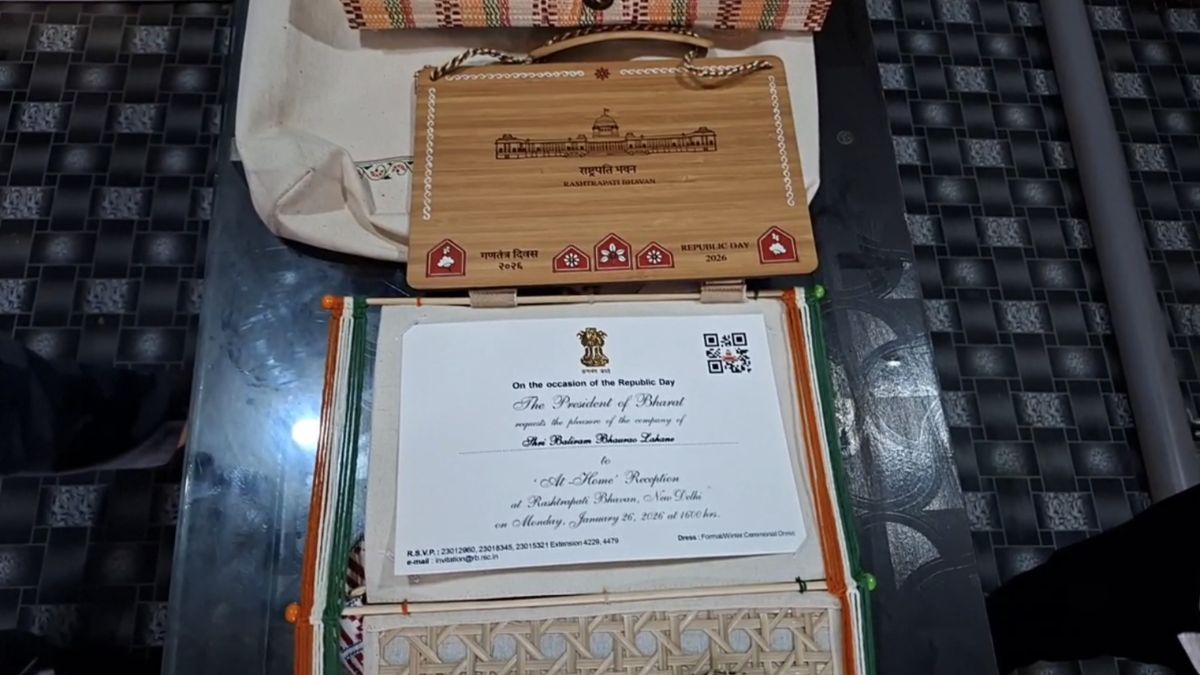 राष्ट्रपति भवन
RASHTRAPATI BHAVAN
गणतंत्र दिवस
२०२६
REPUBLIC DAY
2026
सत्यमेव जयते
On the occasion of the Republic Day
The President of Bharat
requests the pleasure of the company of
Shri Baliram Bhaurao Lahane
to
'At-Home' Reception
at Rashtrapati Bhavan, New Delhi
on Monday, January 26, 2026 at 1600 hrs.
R.S.V.P. : 23012960, 23018345, 23015321 Extension 4229, 4479
e-mail : invitation@rb.nic.in
Dress : Formal/Winter Ceremonial Dress